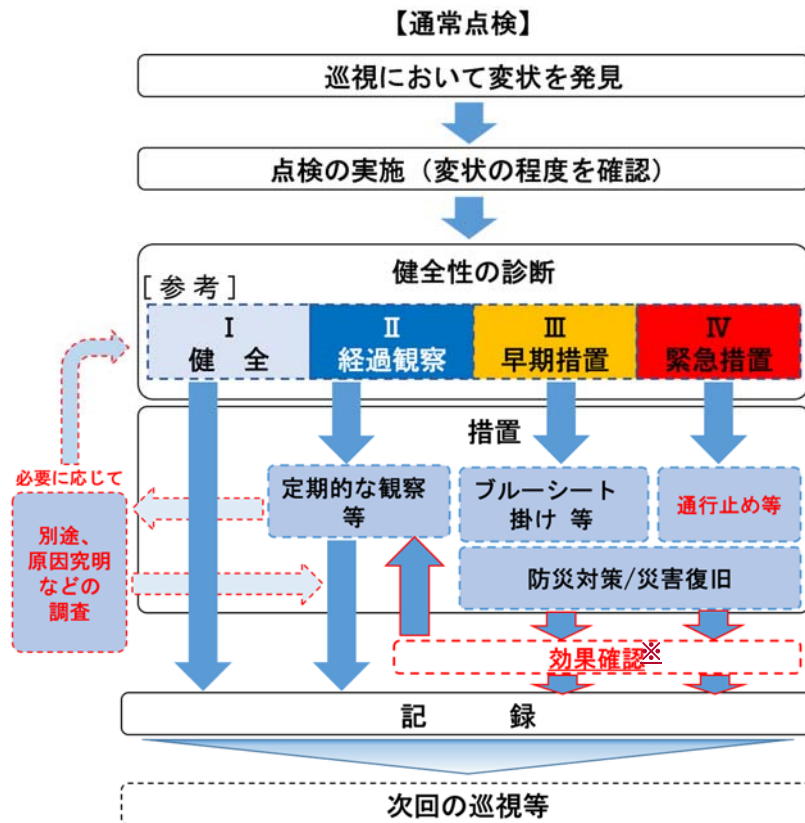 【通常点検】
巡視において変状を発見
点検の実施（変状の程度を確認）
健全性の診断
[ 参 考 ]
Ⅰ
健　全
Ⅱ
経過観察
Ⅲ
早期措置
Ⅳ
緊急措置
措置
必要に応じて
別途、
原因究明
などの
調査
定期的な観察
等
ブルーシート
掛け 等
通行止め等
防災対策/災害復旧
効果確認※
記　　　録
次回の巡視等